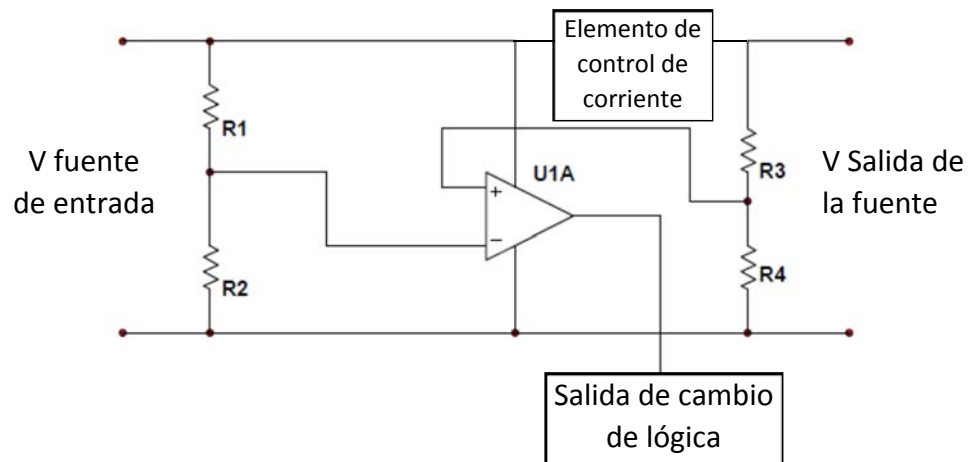 Elemento de
control de
corriente
R1
V fuente
de entrada
U1A
+
−
R3
V Salida de
la fuente
R2
R4
Salida de cambio
de lógica